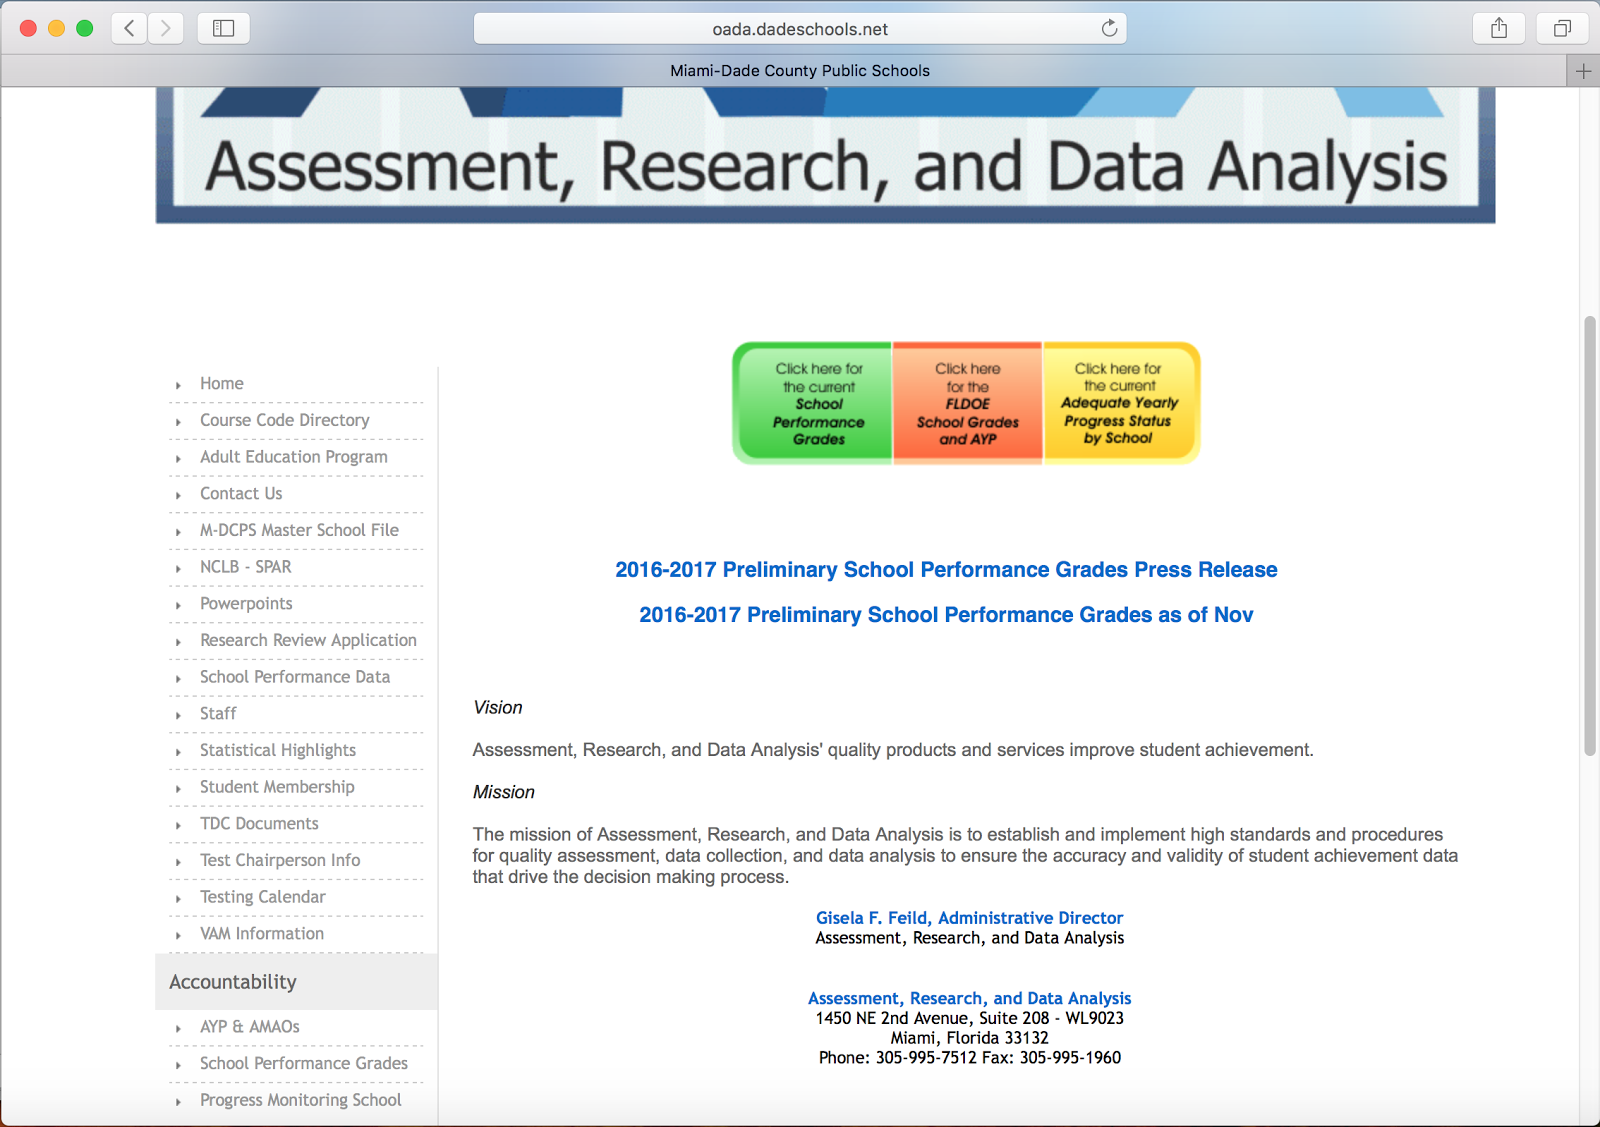 oada.dadeschools.net
Miami-Dade County Public Schools
Assessment, Research, and Data Analysis
Click here for
the current
School
Performance
Grades
Click here
for the
FLDOE
School Grades
and AYP
Click here for
the current
Adequate Yearly
Progress Status
by School
Home
Course Code Directory
Adult Education Program
Contact Us
M-DCPS Master School File
NCLB - SPAR
Powerpoints
Research Review Application
School Performance Data
Staff
Statistical Highlights
Student Membership
TDC Documents
Test Chairperson Info
Testing Calendar
VAM Information
Accountability
AYP & AMAOs
School Performance Grades
Progress Monitoring School
2016-2017 Preliminary School Performance Grades Press Release
2016-2017 Preliminary School Performance Grades as of Nov
Vision
Assessment, Research, and Data Analysis' quality products and services improve student achievement.
Mission
The mission of Assessment, Research, and Data Analysis is to establish and implement high standards and procedures
for quality assessment, data collection, and data analysis to ensure the accuracy and validity of student achievement data
that drive the decision making process.
Gisela F. Feild, Administrative Director
Assessment, Research, and Data Analysis
Assessment, Research, and Data Analysis
1450 NE 2nd Avenue, Suite 208 - WL9023
Miami, Florida 33132
Phone: 305-995-7512 Fax: 305-995-1960